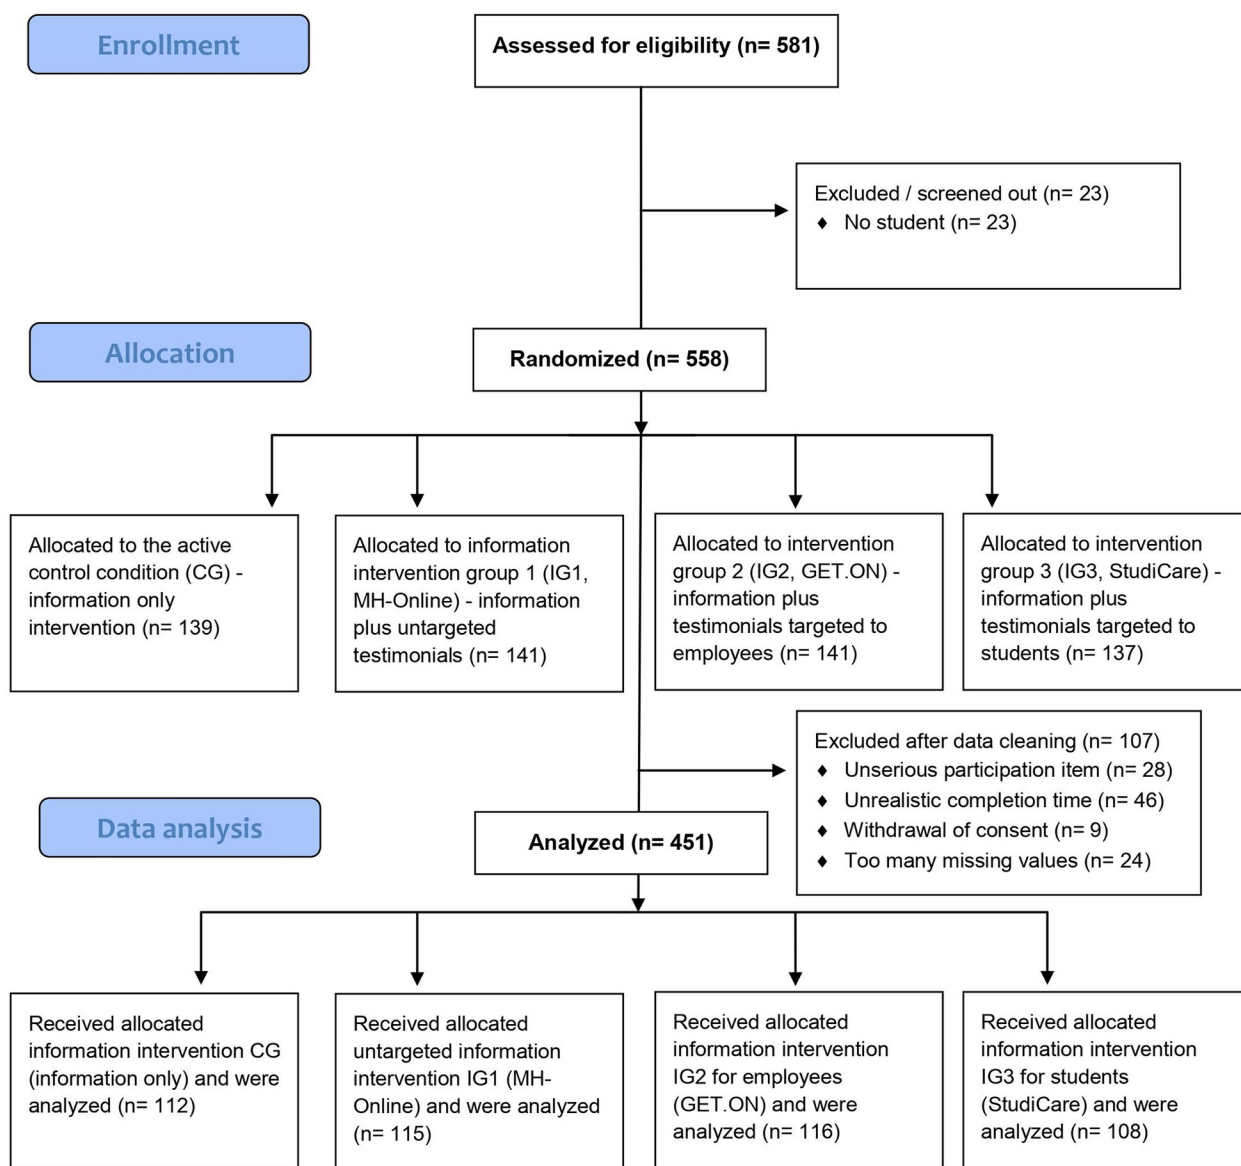 Enrollment
Assessed for eligibility (n= 581)
Excluded / screened out (n= 23)
♦ No student (n= 23)
Allocation
Randomized (n= 558)
Allocated to the active
control condition (CG) -
information only
intervention (n= 139)
Allocated to information
intervention group 1 (IG1,
MH-Online) - information
plus untargeted
testimonials (n= 141)
Allocated to intervention
group 2 (IG2, GET.ON) -
information plus
testimonials targeted to
employees (n= 141)
Allocated to intervention
group 3 (IG3, StudiCare) -
information plus
testimonials targeted to
students (n= 137)
Excluded after data cleaning (n= 107)
♦ Unserious participation item (n= 28)
♦ Unrealistic completion time (n= 46)
♦ Withdrawal of consent (n= 9)
♦ Too many missing values (n= 24)
Data analysis
Analyzed (n= 451)
Received allocated
information intervention CG
(information only) and were
analyzed (n= 112)
Received allocated
untargeted information
intervention IG1 (MH-
Online) and were analyzed
(n= 115)
Received allocated
information intervention
IG2 for employees
(GET.ON) and were
analyzed (n= 116)
Received allocated
information intervention
IG3 for students
(StudiCare) and were
analyzed (n= 108)